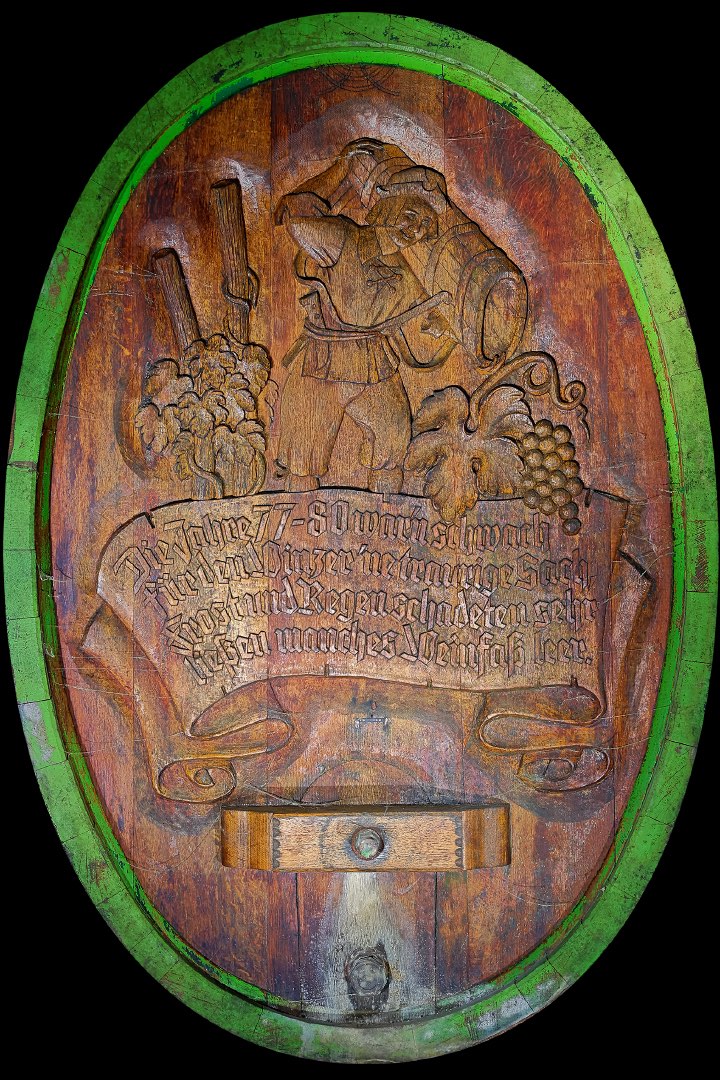 Die Jahre 77-80 war'n schwach
Für den Winzer 'ne traurige Sach,
Frost und Regen schadeten sehr
ließen manches Weinfaß leer.